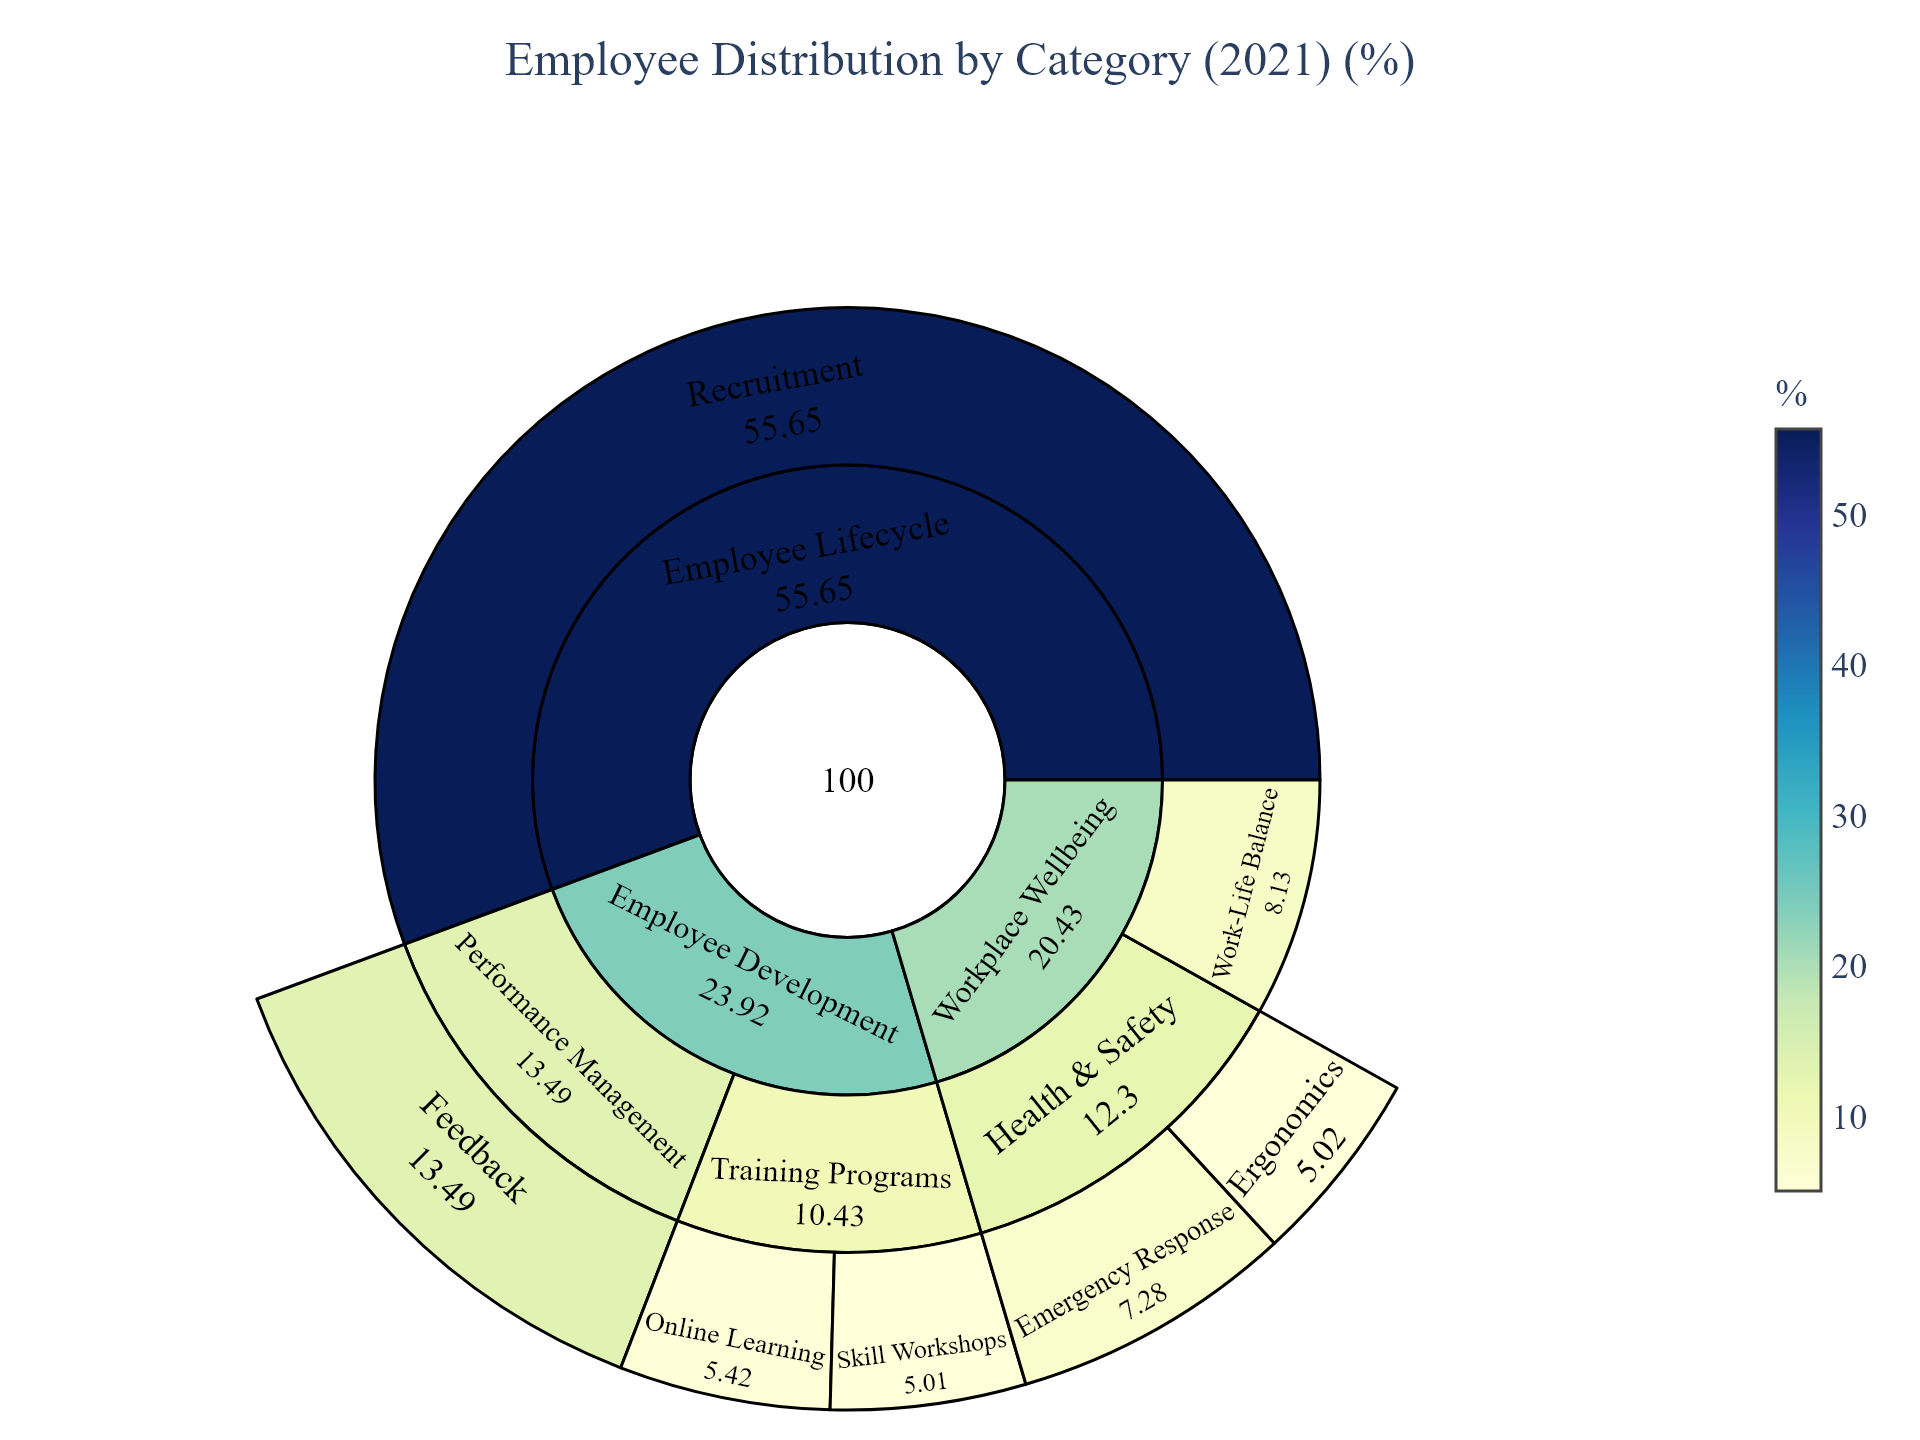 Employee Distribution by Category (2021) (%)
Recruitment
55.65
Employee Lifecycle
55.65
100
Employee Development
23.92
Workplace Wellbeing
20.43
Work-Life Balance
8.13
Health & Safety
12.3
Performance Management
13.49
Training Programs
10.43
Feedback
13.49
Online Learning
5.42
Skill Workshops
5.01
Emergency Response
7.28
Ergonomics
5.02
%
50
40
30
20
10